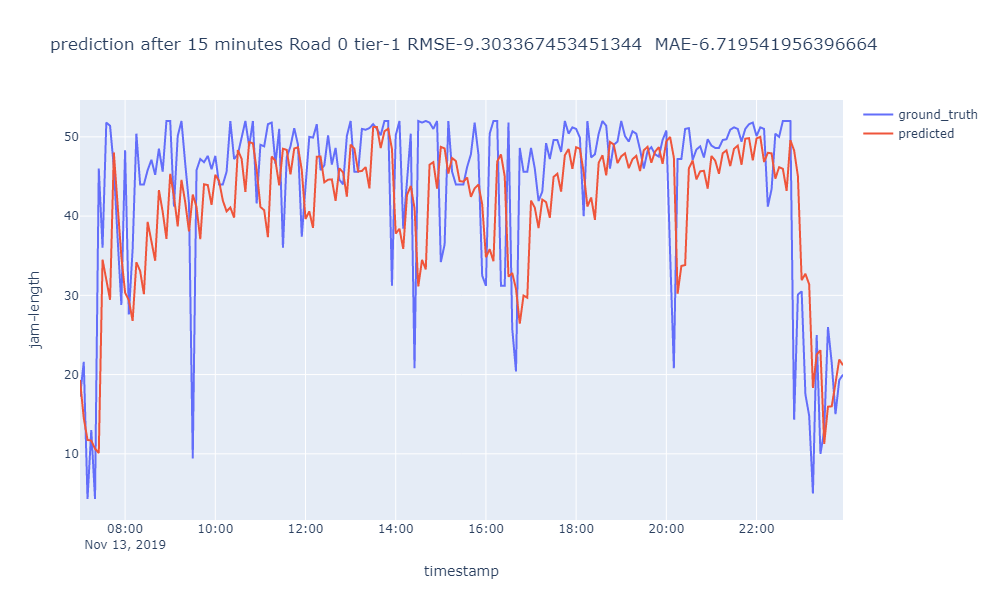 prediction after 15 minutes Road 0 tier-1 RMSE-9.303367453451344  MAE-6.719541956396664
ground_truth
predicted
jam-length
50
40
30
20
10
08:00 10:00 12:00 14:00 16:00 18:00 20:00 22:00
Nov 13, 2019
timestamp